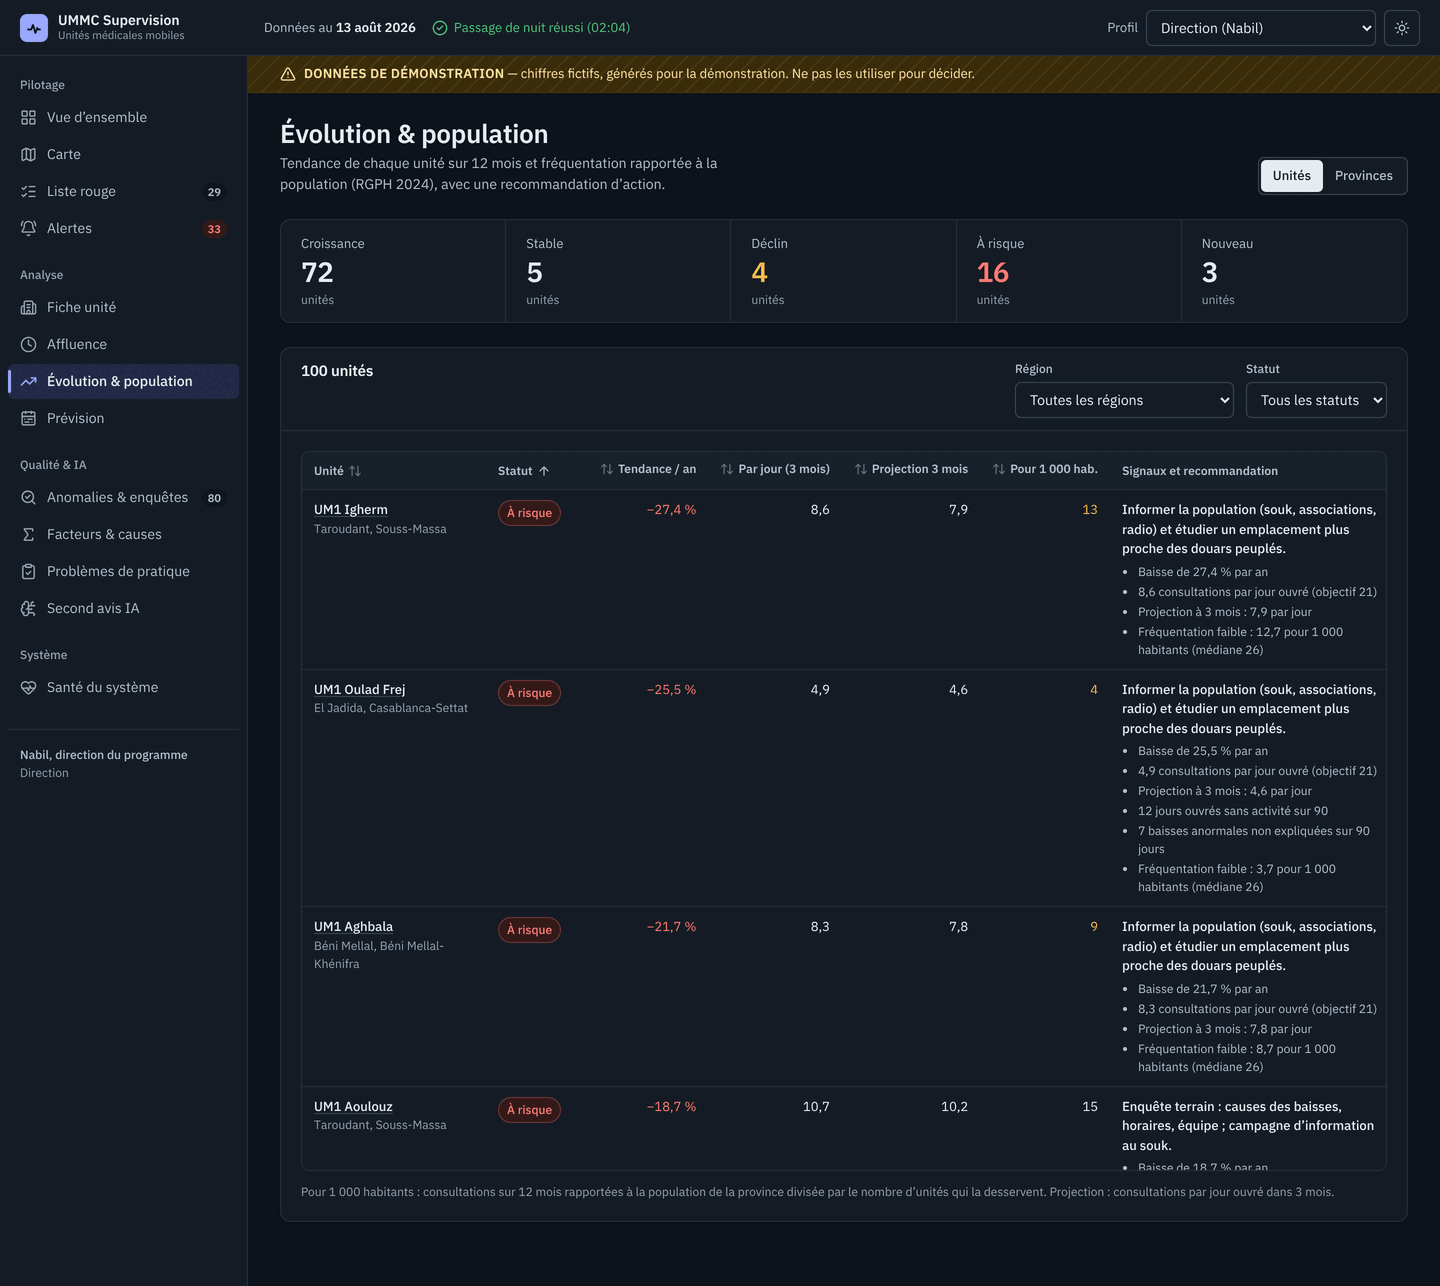 UMMC Supervision
Unités médicales mobiles
Données au 13 août 2026
Passage de nuit réussi (02:04)
Profil
Direction (Nabil)
Pilotage
Vue d’ensemble
Carte
Liste rouge 29
Alertes 33
Analyse
Fiche unité
Affluence
Évolution & population
Prévision
Qualité & IA
Anomalies & enquêtes 80
Facteurs & causes
Problèmes de pratique
Second avis IA
Système
Santé du système
Nabil, direction du programme
Direction
DONNÉES DE DÉMONSTRATION — chiffres fictifs, générés pour la démonstration. Ne pas les utiliser pour décider.
Évolution & population
Tendance de chaque unité sur 12 mois et fréquentation rapportée à la
population (RGPH 2024), avec une recommandation d’action.
Unités Provinces
Croissance
72
unités
Stable
5
unités
Déclin
4
unités
À risque
16
unités
Nouveau
3
unités
100 unités
Région
Toutes les régions
Statut
Tous les statuts
Unité Statut Tendance / an Par jour (3 mois) Projection 3 mois Pour 1 000 hab. Signaux et recommandation
UM1 Igherm
Taroudant, Souss-Massa
À risque
−27,4 %
8,6
7,9
13
Informer la population (souk, associations,
radio) et étudier un emplacement plus
proche des douars peuplés.
• Baisse de 27,4 % par an
• 8,6 consultations par jour ouvré (objectif 21)
• Projection à 3 mois : 7,9 par jour
• Fréquentation faible : 12,7 pour 1 000
habitants (médiane 26)
UM1 Oulad Frej
El Jadida, Casablanca-Settat
À risque
−25,5 %
4,9
4,6
4
Informer la population (souk, associations,
radio) et étudier un emplacement plus
proche des douars peuplés.
• Baisse de 25,5 % par an
• 4,9 consultations par jour ouvré (objectif 21)
• Projection à 3 mois : 4,6 par jour
• 12 jours ouvrés sans activité sur 90
• 7 baisses anormales non expliquées sur 90
jours
• Fréquentation faible : 3,7 pour 1 000
habitants (médiane 26)
UM1 Aghbala
Béni Mellal, Béni Mellal-
Khénifra
À risque
−21,7 %
8,3
7,8
9
Informer la population (souk, associations,
radio) et étudier un emplacement plus
proche des douars peuplés.
• Baisse de 21,7 % par an
• 8,3 consultations par jour ouvré (objectif 21)
• Projection à 3 mois : 7,8 par jour
• Fréquentation faible : 8,7 pour 1 000
habitants (médiane 26)
UM1 Aoulouz
Taroudant, Souss-Massa
À risque
−18,7 %
10,7
10,2
15
Enquête terrain : causes des baisses,
horaires, équipe ; campagne d’information
au souk.
• Baisse de 18,7 % par an
Pour 1 000 habitants : consultations sur 12 mois rapportées à la population de la province divisée par le nombre d’unités qui la desservent. Projection : consultations par jour ouvré dans 3 mois.